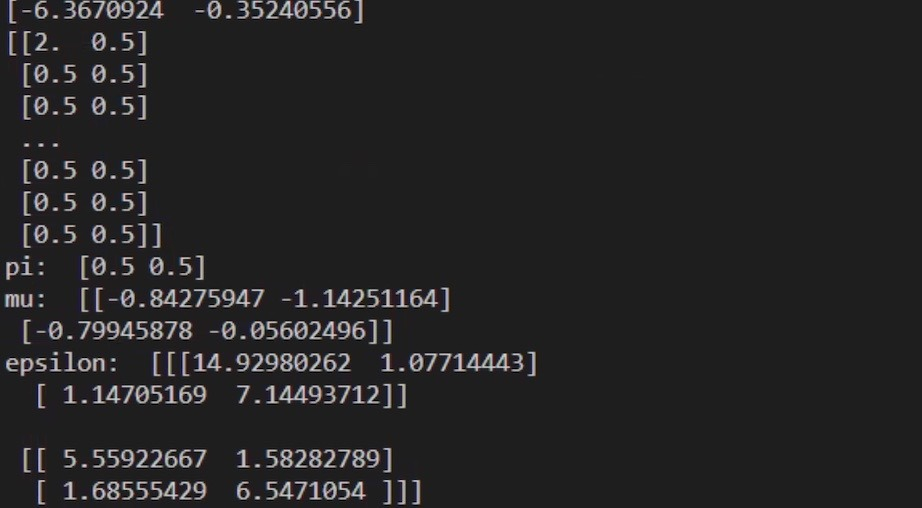 [-6.3670924  -0.35240556]
[[2.  0.5]
 [0.5 0.5]
 [0.5 0.5]
 ...
 [0.5 0.5]
 [0.5 0.5]
 [0.5 0.5]]
pi:  [0.5 0.5]
mu:  [[-0.84275947 -1.14251164]
 [-0.79945878 -0.05602496]]
epsilon:  [[[14.92980262  1.07714443]
  [ 1.14705169  7.14493712]]
 [[ 5.55922667  1.58282789]
  [ 1.68555429  6.5471054 ]]]